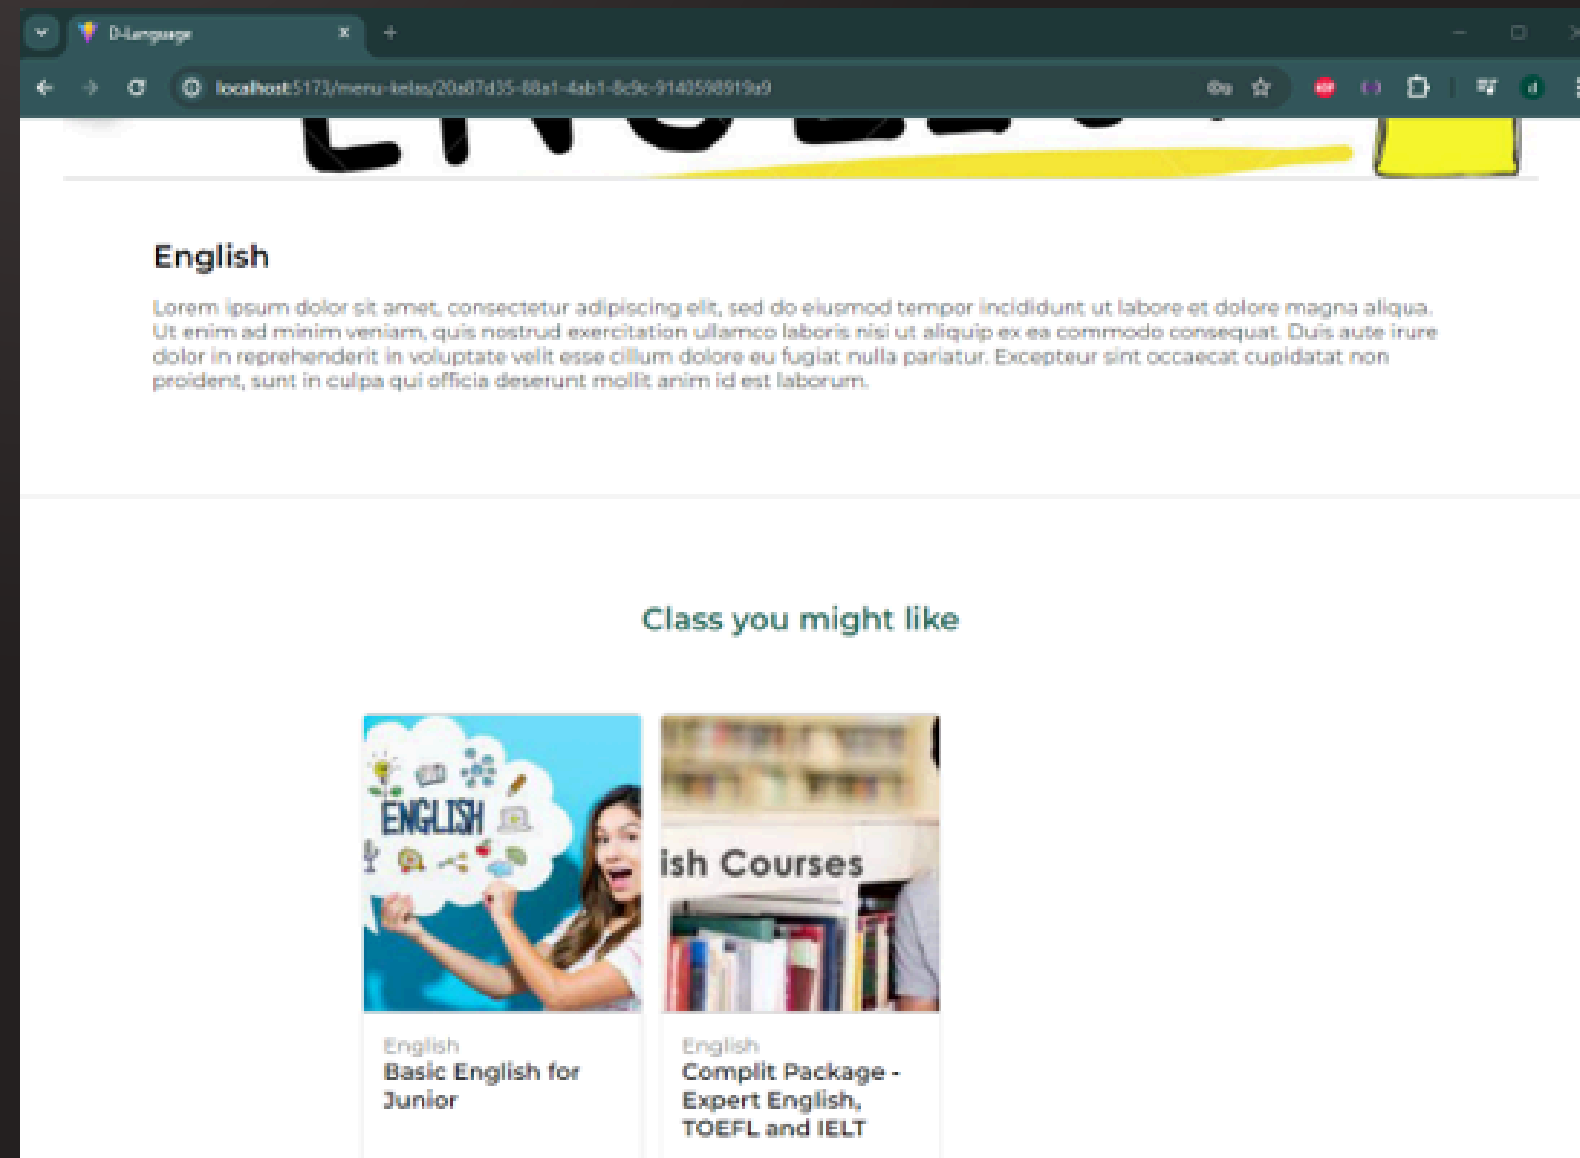 D-Language
localhost:5173/menu-kelas/20a87d35-88a1-4ab1-8c9c-9140598919a9
English
Lorem ipsum dolor sit amet, consectetur adipiscing elit, sed do eiusmod tempor incididunt ut labore et dolore magna aliqua.
Ut enim ad minim veniam, quis nostrud exercitation ullamco laboris nisi ut aliquip ex ea commodo consequat. Duis aute irure
dolor in reprehenderit in voluptate velit esse cillum dolore eu fugiat nulla pariatur. Excepteur sint occaecat cupidatat non
proident, sunt in culpa qui officia deserunt mollit anim id est laborum.
Class you might like
ENGLISH
ish Courses
English
Basic English for
Junior
English
Complit Package -
Expert English,
TOEFL and IELT